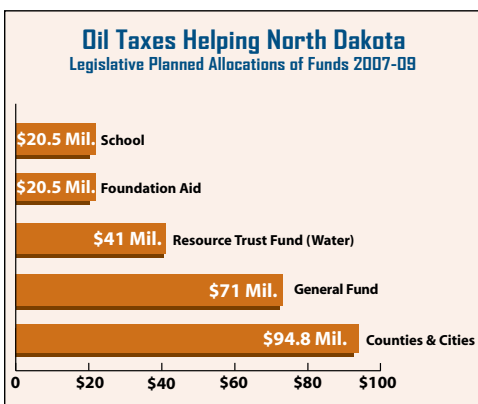 Oil Taxes Helping North Dakota
Legislative Planned Allocations of Funds 2007-09
$20.5 Mil. School
$20.5 Mil. Foundation Aid
$41 Mil. Resource Trust Fund (Water)
$71 Mil. General Fund
$94.8 Mil. Counties & Cities
0 $20 $40 $60 $80 $100